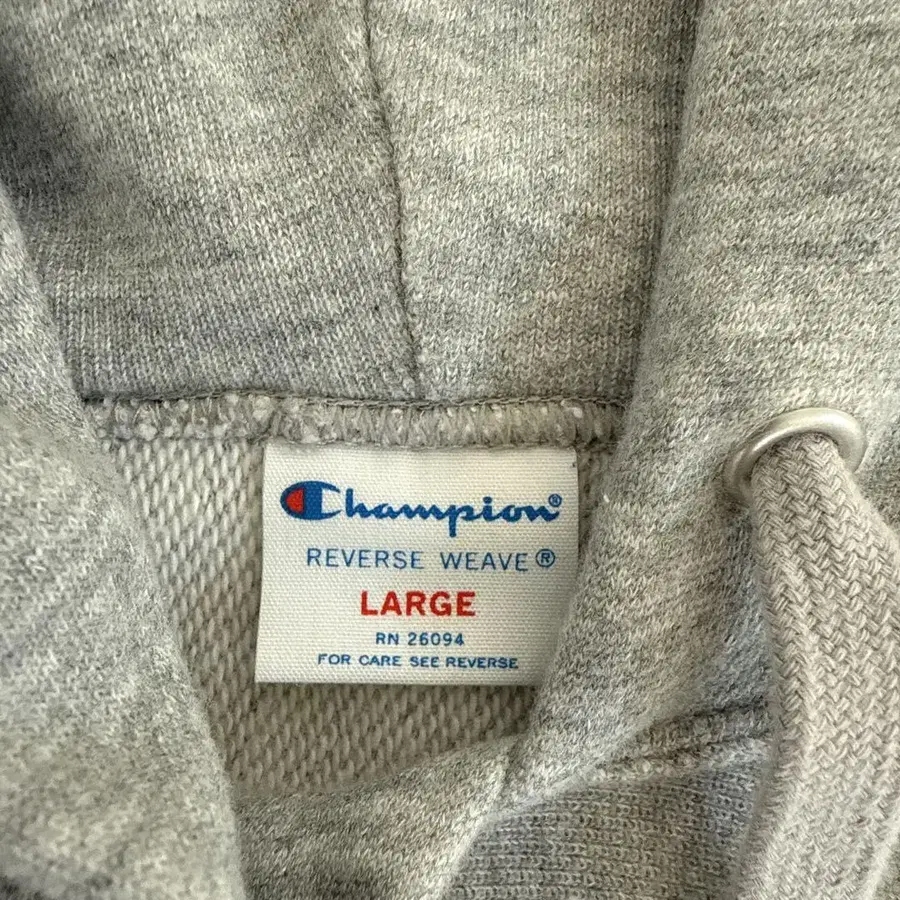 Champion®
REVERSE WEAVE®
LARGE
RN 26094
FOR CARE SEE REVERSE